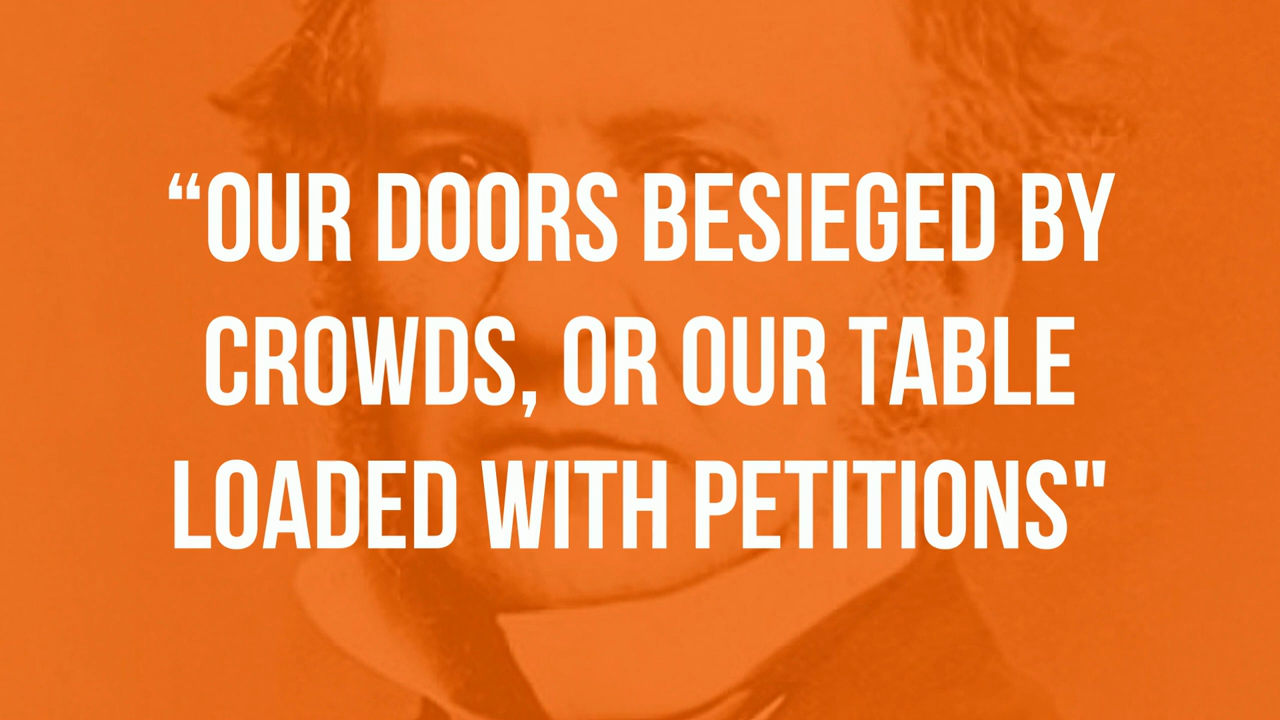 “OUR DOORS BESIEGED BY
CROWDS, OR OUR TABLE
LOADED WITH PETITIONS"